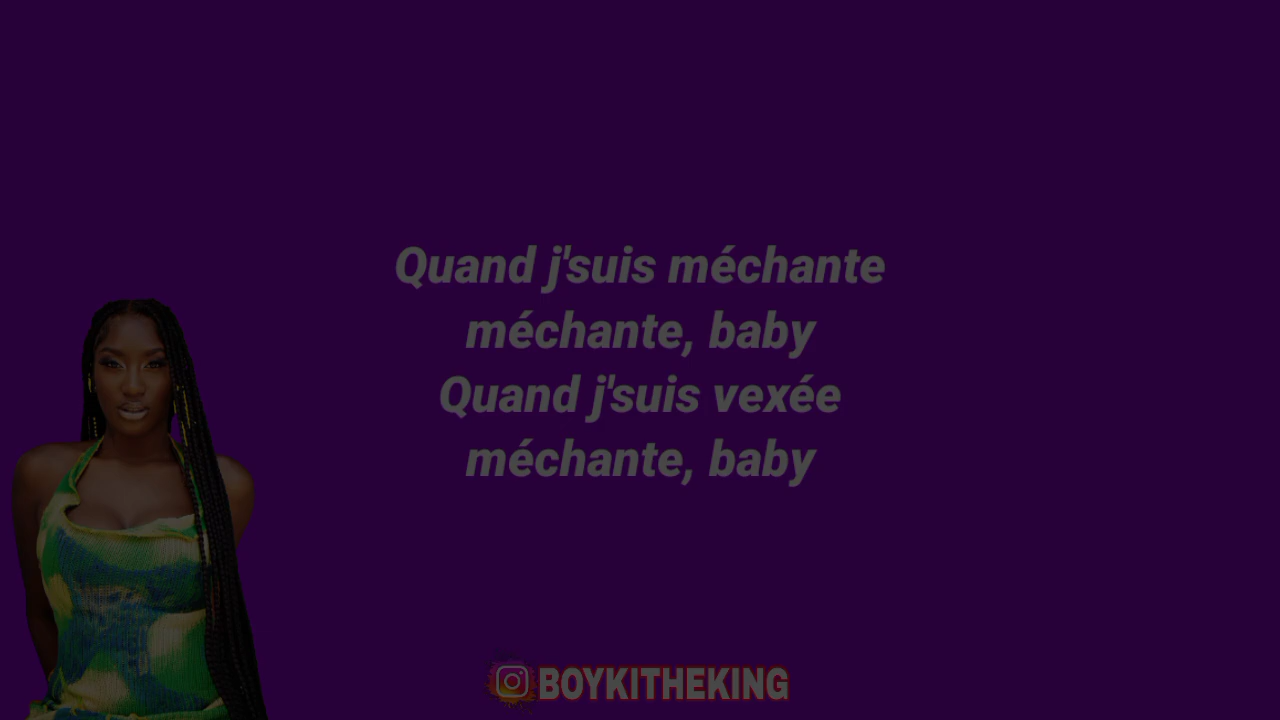 Quand j'suis méchante
méchante, baby
Quand j'suis vexée
méchante, baby
BOYKITHEKING